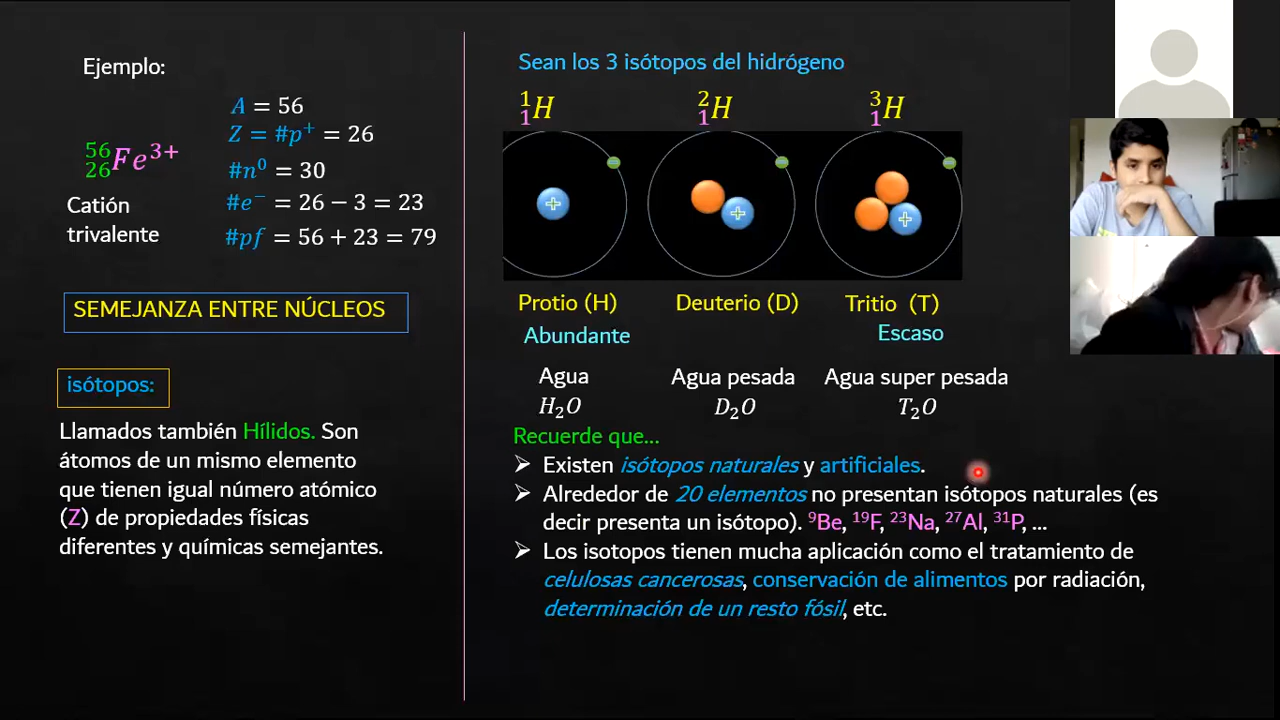 Ejemplo:
A = 56
Z = #p⁺ = 26
⁵⁶₂₆Fe³⁺
#n⁰ = 30
#e⁻ = 26 − 3 = 23
#pf = 56 + 23 = 79
Catión
trivalente
SEMEJANZA ENTRE NÚCLEOS
isótopos:
Llamados también Hílidos. Son
átomos de un mismo elemento
que tienen igual número atómico
(Z) de propiedades físicas
diferentes y químicas semejantes.
Sean los 3 isótopos del hidrógeno
¹₁H ²₁H ³₁H
+ + +
Protio (H) Deuterio (D) Tritio (T)
Abundante Escaso
Agua Agua pesada Agua super pesada
H₂O D₂O T₂O
Recuerde que...
Existen isótopos naturales y artificiales.
Alrededor de 20 elementos no presentan isótopos naturales (es
decir presenta un isótopo). ⁹Be, ¹⁹F, ²³Na, ²⁷Al, ³¹P, ...
Los isotopos tienen mucha aplicación como el tratamiento de
celulosas cancerosas, conservación de alimentos por radiación,
determinación de un resto fósil, etc.